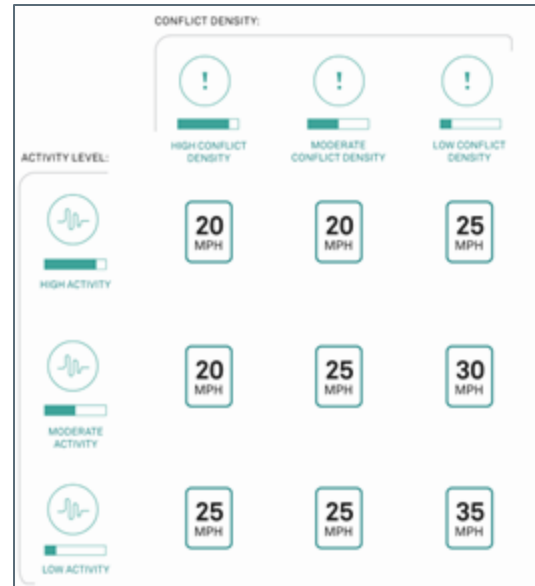 CONFLICT DENSITY:
HIGH CONFLICT
DENSITY
MODERATE
CONFLICT DENSITY
LOW CONFLICT
DENSITY
ACTIVITY LEVEL:
HIGH ACTIVITY
20
MPH
20
MPH
25
MPH
MODERATE
ACTIVITY
20
MPH
25
MPH
30
MPH
LOW ACTIVITY
25
MPH
25
MPH
35
MPH